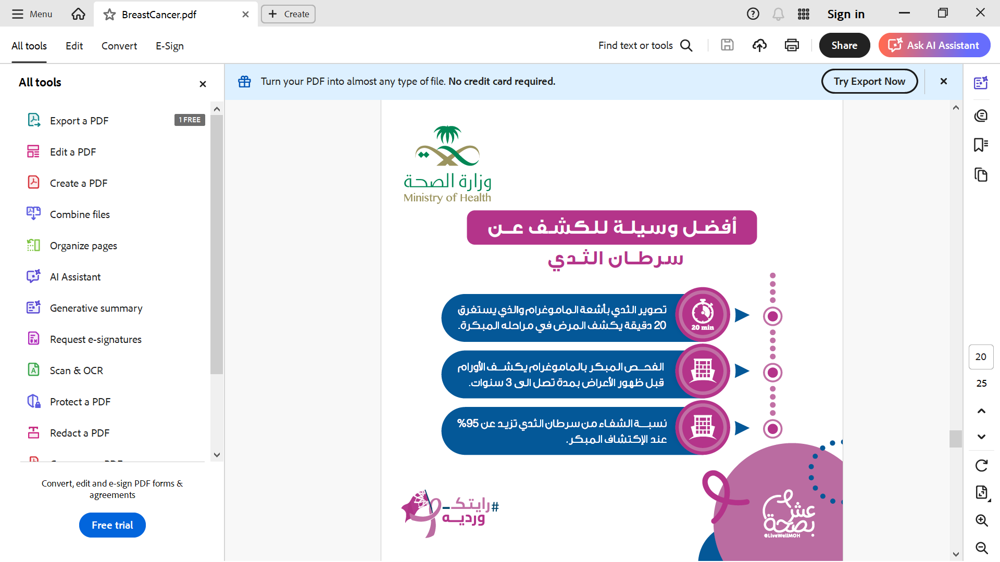 Menu
BreastCancer.pdf
Create
Sign in
All tools
Edit
Convert
E-Sign
Find text or tools
Share
Ask AI Assistant
All tools
Export a PDF
1 FREE
Edit a PDF
Create a PDF
Combine files
Organize pages
AI Assistant
Generative summary
Request e-signatures
Scan & OCR
Protect a PDF
Redact a PDF
Convert, edit and e-sign PDF forms &
agreements
Free trial
Turn your PDF into almost any type of file. No credit card required.
Try Export Now
وزارة الصحة
Ministry of Health
أفضل وسيلة للكشف عن
سرطان الثدي
تصوير الثدي بأشعة الماموغرام والذي يستغرق
20 دقيقة يكشف المرض في مراحله المبكرة.
20 min
الفحص المبكر بالماموغرام يكشف الأورام
قبل ظهور الأعراض بمدة تصل الى 3 سنوات.
نسبة الشفاء من سرطان الثدي تزيد عن 95%
عند الإكتشاف المبكر.
#رايتك_
ورديه
عش
بصحة
@LiveWellMOH
20
25